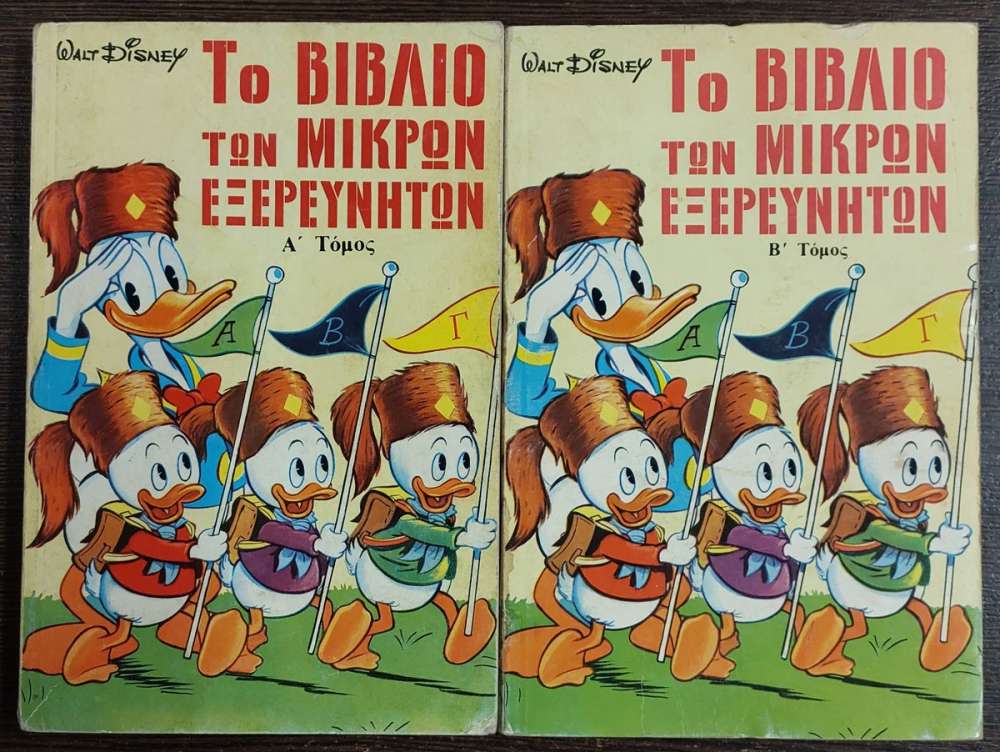 WALT DISNEY
Το ΒΙΒΛΙΟ
των ΜΙΚΡΩΝ
ΕΞΕΡΕΥΝΗΤΩΝ
Α΄ Τόμος
Α
Β
Γ
WALT DISNEY
Το ΒΙΒΛΙΟ
των ΜΙΚΡΩΝ
ΕΞΕΡΕΥΝΗΤΩΝ
Β΄ Τόμος
Α
Β
Γ